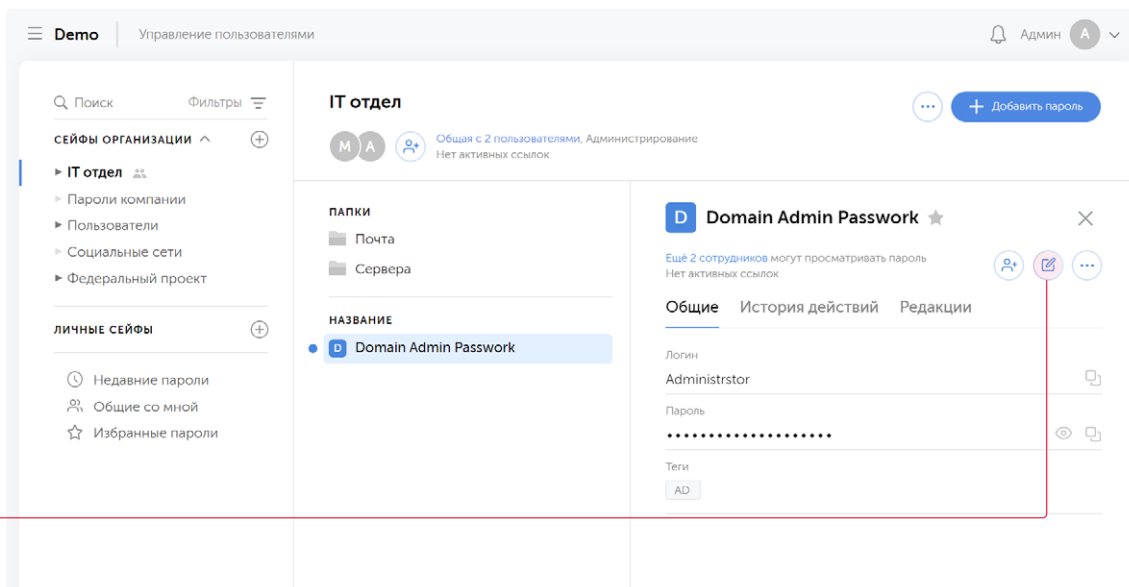 Demo
Управление пользователями
Админ
А
Поиск
Фильтры
СЕЙФЫ ОРГАНИЗАЦИИ
IT отдел
Пароли компании
Пользователи
Социальные сети
Федеральный проект
ЛИЧНЫЕ СЕЙФЫ
Недавние пароли
Общие со мной
Избранные пароли
IT отдел
Добавить пароль
М А
Общая с 2 пользователями, Администрирование
Нет активных ссылок
ПАПКИ
Почта
Сервера
НАЗВАНИЕ
D Domain Admin Passwork
D Domain Admin Passwork
Ещё 2 сотрудников могут просматривать пароль
Нет активных ссылок
Общие История действий Редакции
Логин
Administrstor
Пароль
••••••••••••••••••••
Теги
AD